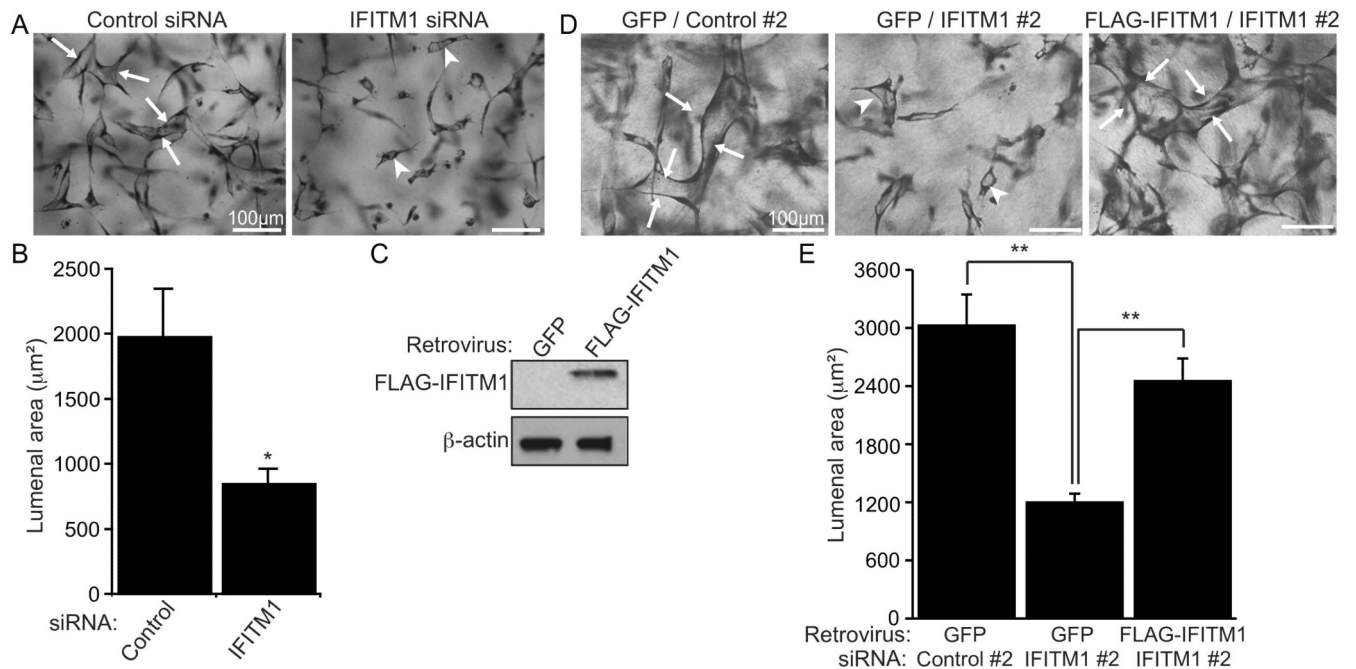 A
Control siRNA
IFITM1 siRNA
100μm
D
GFP / Control #2
GFP / IFITM1 #2
FLAG-IFITM1 / IFITM1 #2
100μm
B
2500
2000
1500
1000
500
0
Lumenal area (μm²)
*
siRNA:
Control
IFITM1
C
Retrovirus:
GFP
FLAG-IFITM1
FLAG-IFITM1
β-actin
E
3600
3000
2400
1800
1200
600
0
Lumenal area (μm²)
**
**
Retrovirus: GFP GFP FLAG-IFITM1
siRNA: Control #2 IFITM1 #2 IFITM1 #2